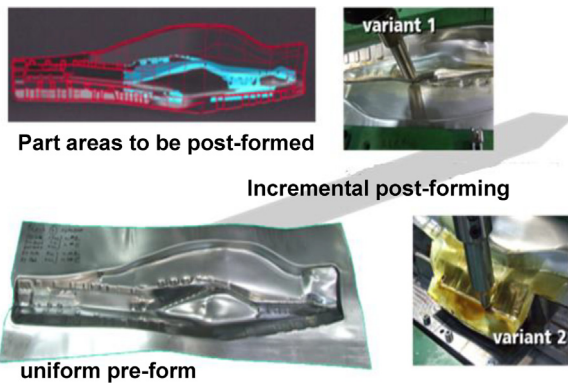 variant 1
Part areas to be post-formed
Incremental post-forming
variant 2
uniform pre-form